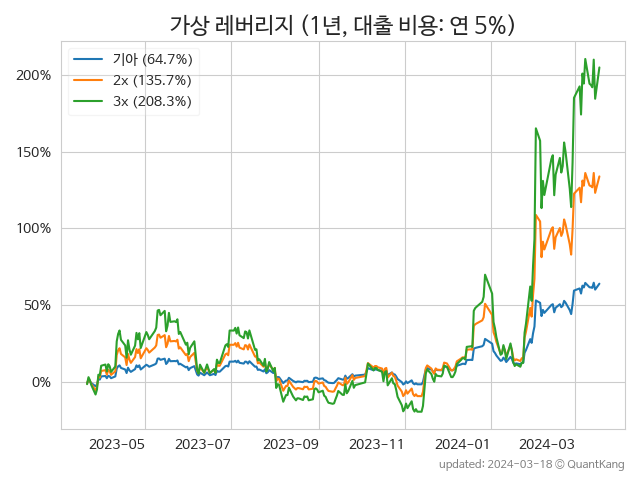 가상 레버리지 (1년, 대출 비용: 연 5%)
기아 (64.7%)
2x (135.7%)
3x (208.3%)
200%
150%
100%
50%
0%
2023-05 2023-07 2023-09 2023-11 2024-01 2024-03
updated: 2024-03-18 © QuantKang